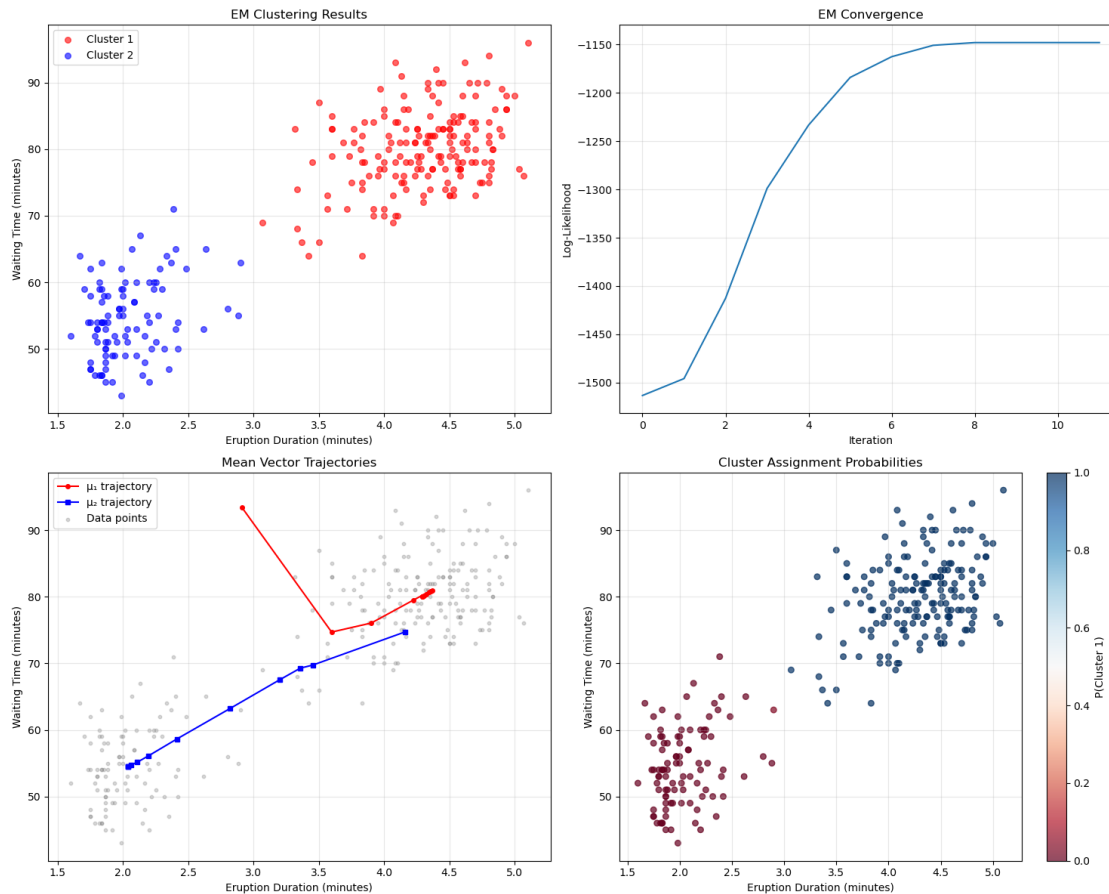 EM Clustering Results
Cluster 1
Cluster 2
90
80
70
60
50
Waiting Time (minutes)
1.5 2.0 2.5 3.0 3.5 4.0 4.5 5.0
Eruption Duration (minutes)
EM Convergence
−1150
−1200
−1250
−1300
−1350
−1400
−1450
−1500
Log-Likelihood
0 2 4 6 8 10
Iteration
Mean Vector Trajectories
μ₁ trajectory
μ₂ trajectory
Data points
90
80
70
60
50
Waiting Time (minutes)
1.5 2.0 2.5 3.0 3.5 4.0 4.5 5.0
Eruption Duration (minutes)
Cluster Assignment Probabilities
90
80
70
60
50
Waiting Time (minutes)
1.5 2.0 2.5 3.0 3.5 4.0 4.5 5.0
Eruption Duration (minutes)
1.0
0.8
0.6
0.4
0.2
0.0
P(Cluster 1)